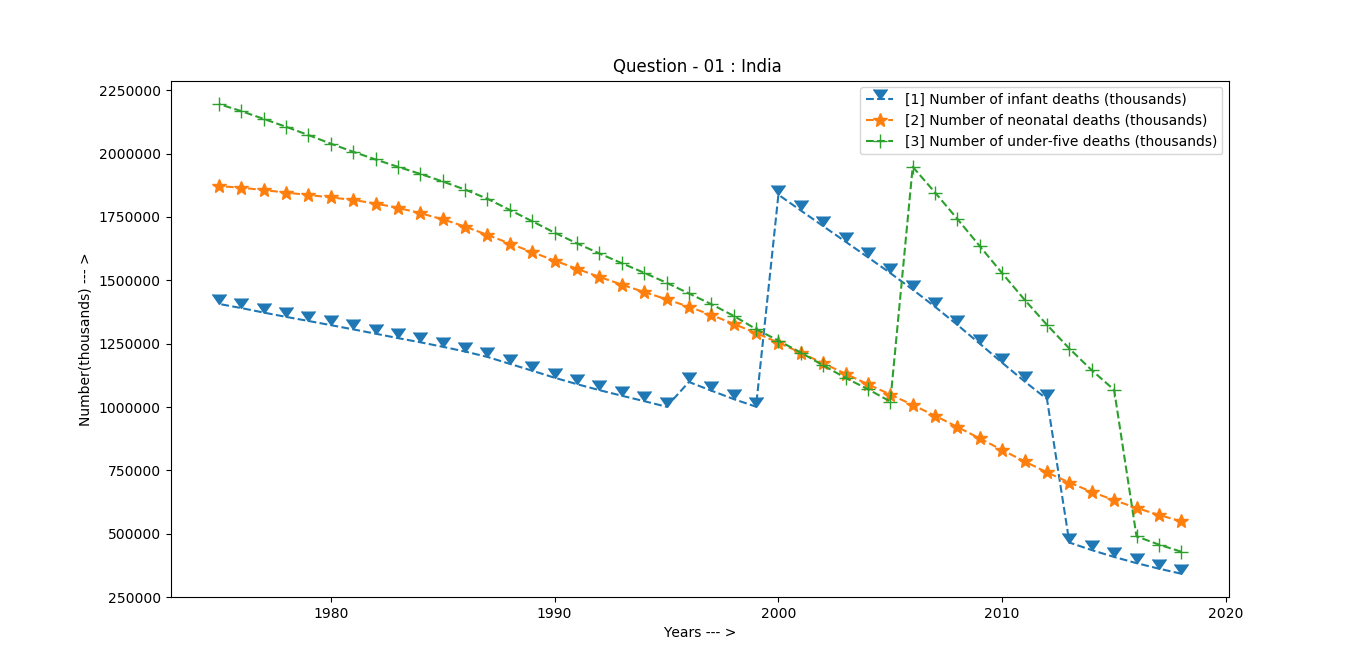 Question - 01 : India
[1] Number of infant deaths (thousands)
[2] Number of neonatal deaths (thousands)
[3] Number of under-five deaths (thousands)
Number(thousands) --- >
2250000
2000000
1750000
1500000
1250000
1000000
750000
500000
250000
1980 1990 2000 2010 2020
Years --- >